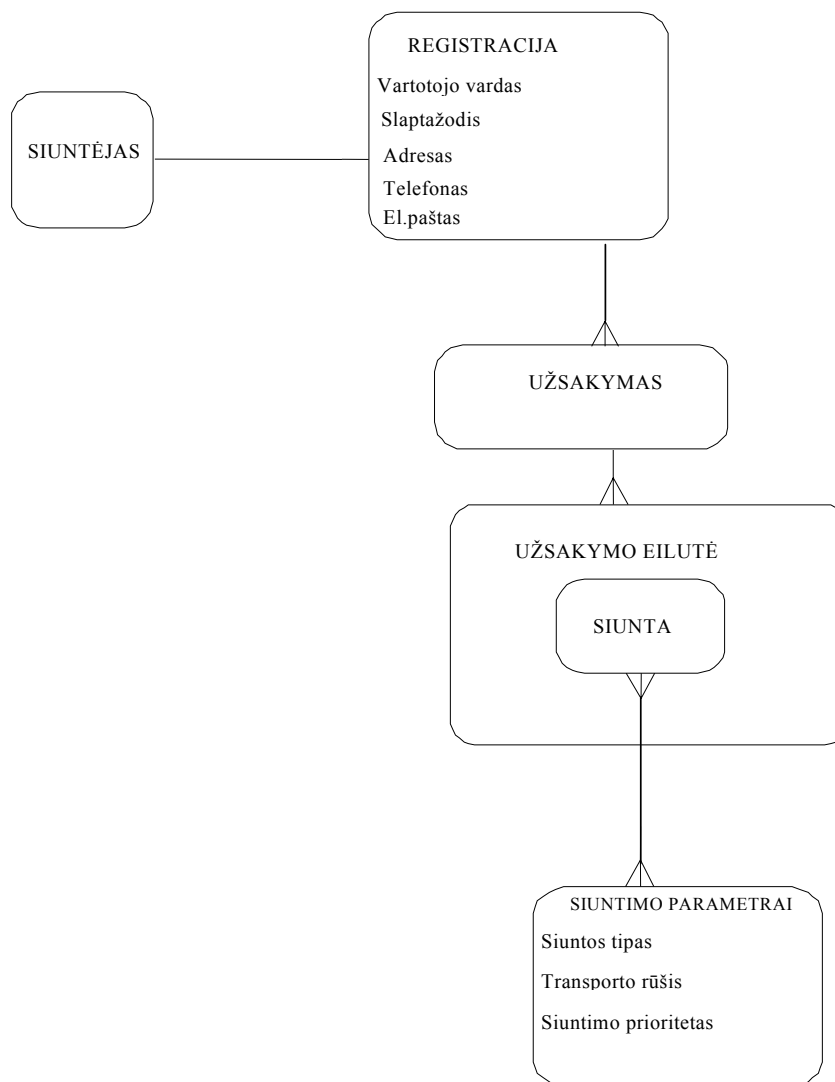 REGISTRACIJA
Vartotojo vardas
Slaptažodis
Adresas
Telefonas
El.paštas
SIUNTĖJAS
UŽSAKYMAS
UŽSAKYMO EILUTĖ
SIUNTA
SIUNTIMO PARAMETRAI
Siuntos tipas
Transporto rūšis
Siuntimo prioritetas